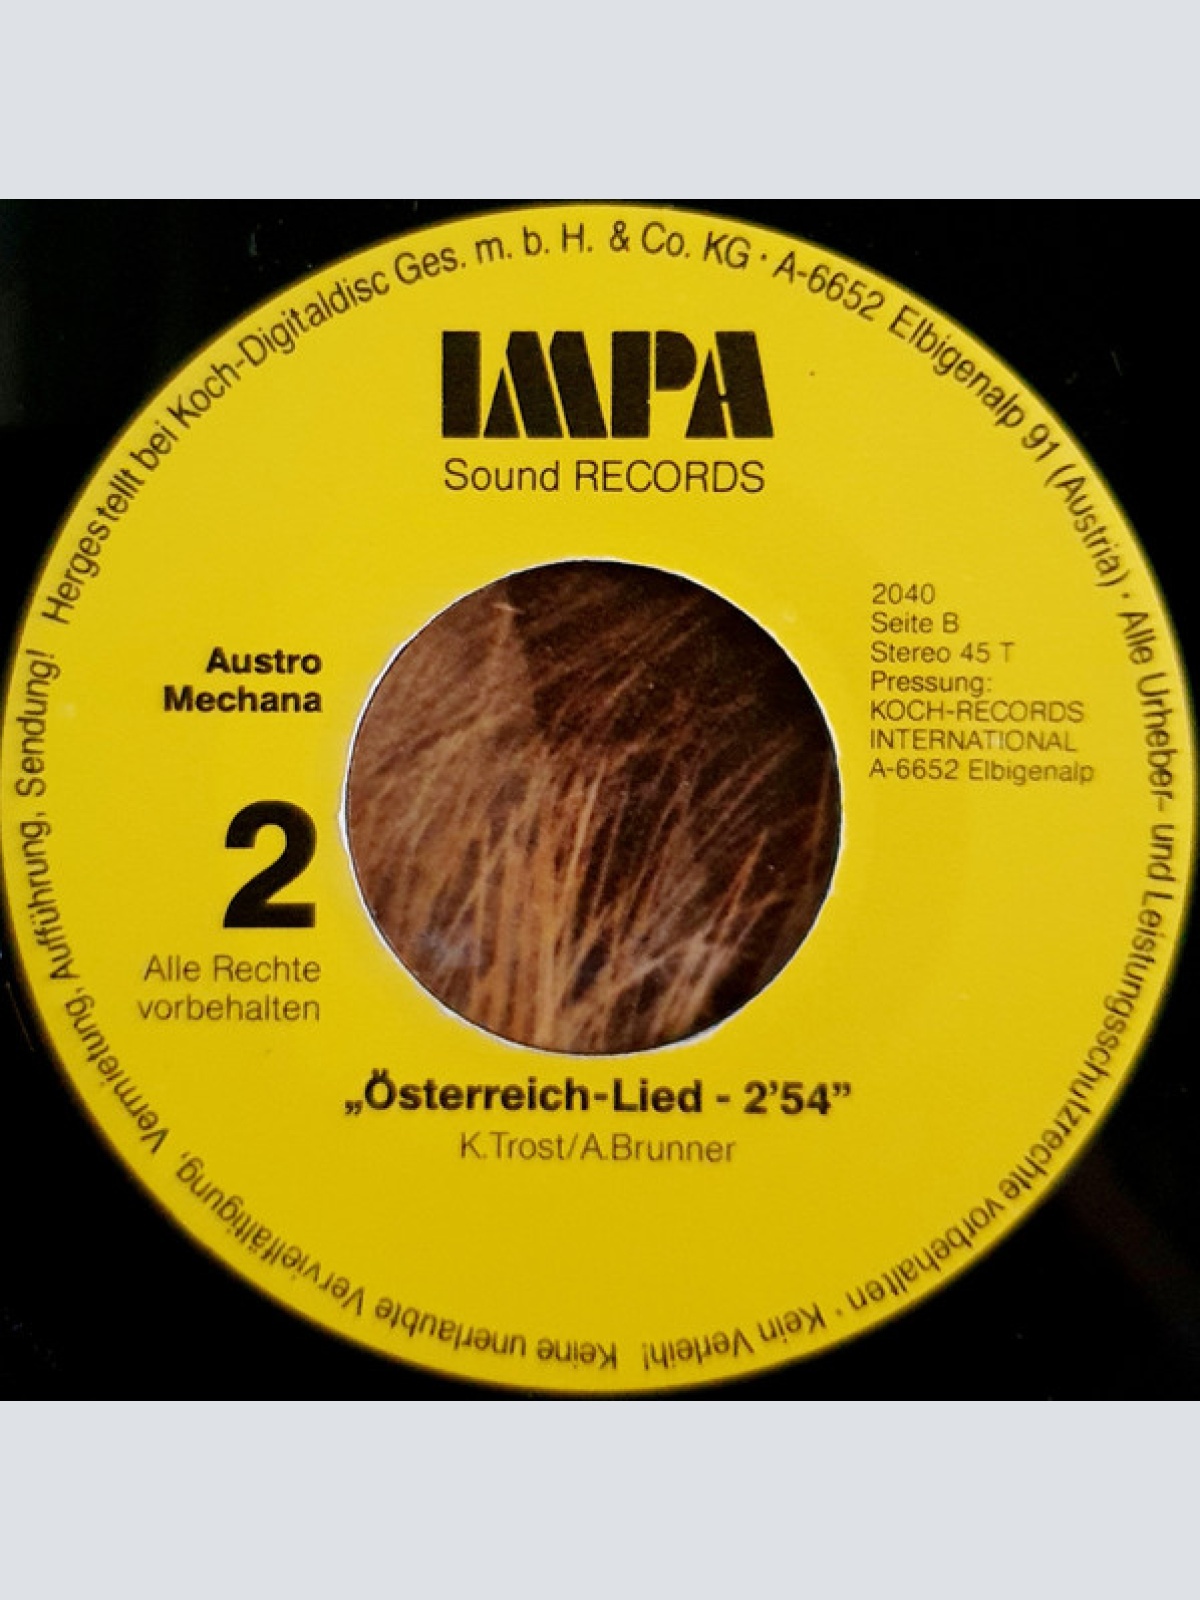 Hergestellt bei Koch-Digitaldisc Ges. m. b. H. & Co. KG · A-6652 Elbigenalp 91 (Austria) · Alle Urheber- und Leistungsschutzrechte vorbehalten · Kein Verleih! Keine unerlaubte Vervielfältigung, Vermietung, Aufführung, Sendung!
IMPA
Sound RECORDS
Austro
Mechana
2
Alle Rechte
vorbehalten
2040
Seite B
Stereo 45 T
Pressung:
KOCH-RECORDS
INTERNATIONAL
A-6652 Elbigenalp
„Österreich-Lied - 2'54”
K.Trost/A.Brunner